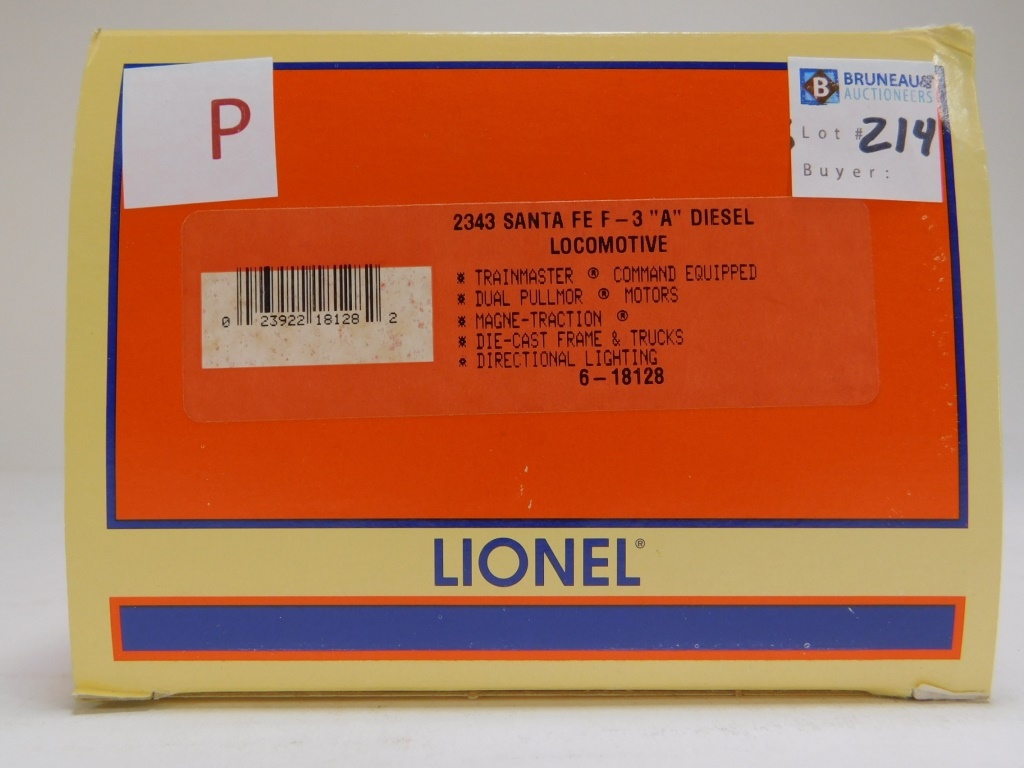 P
B BRUNEAU&
AUCTIONEERS
Lot #214
Buyer:
2343 SANTA FE F-3 "A" DIESEL
LOCOMOTIVE
* TRAINMASTER ® COMMAND EQUIPPED
* DUAL PULLMOR ® MOTORS
* MAGNE-TRACTION ®
* DIE-CAST FRAME & TRUCKS
* DIRECTIONAL LIGHTING
6-18128
0 23922 18128 2
LIONEL®